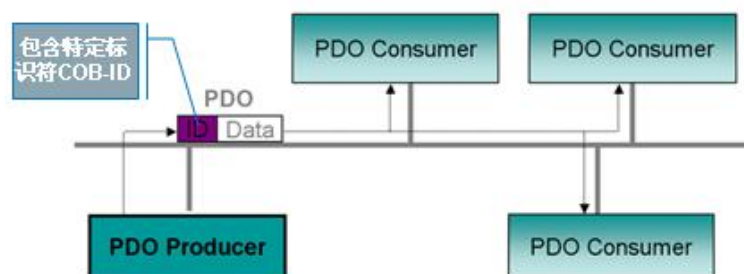 包含特定标
识符COB-ID
PDO Consumer
PDO Consumer
PDO
ID Data
PDO Producer
PDO Consumer